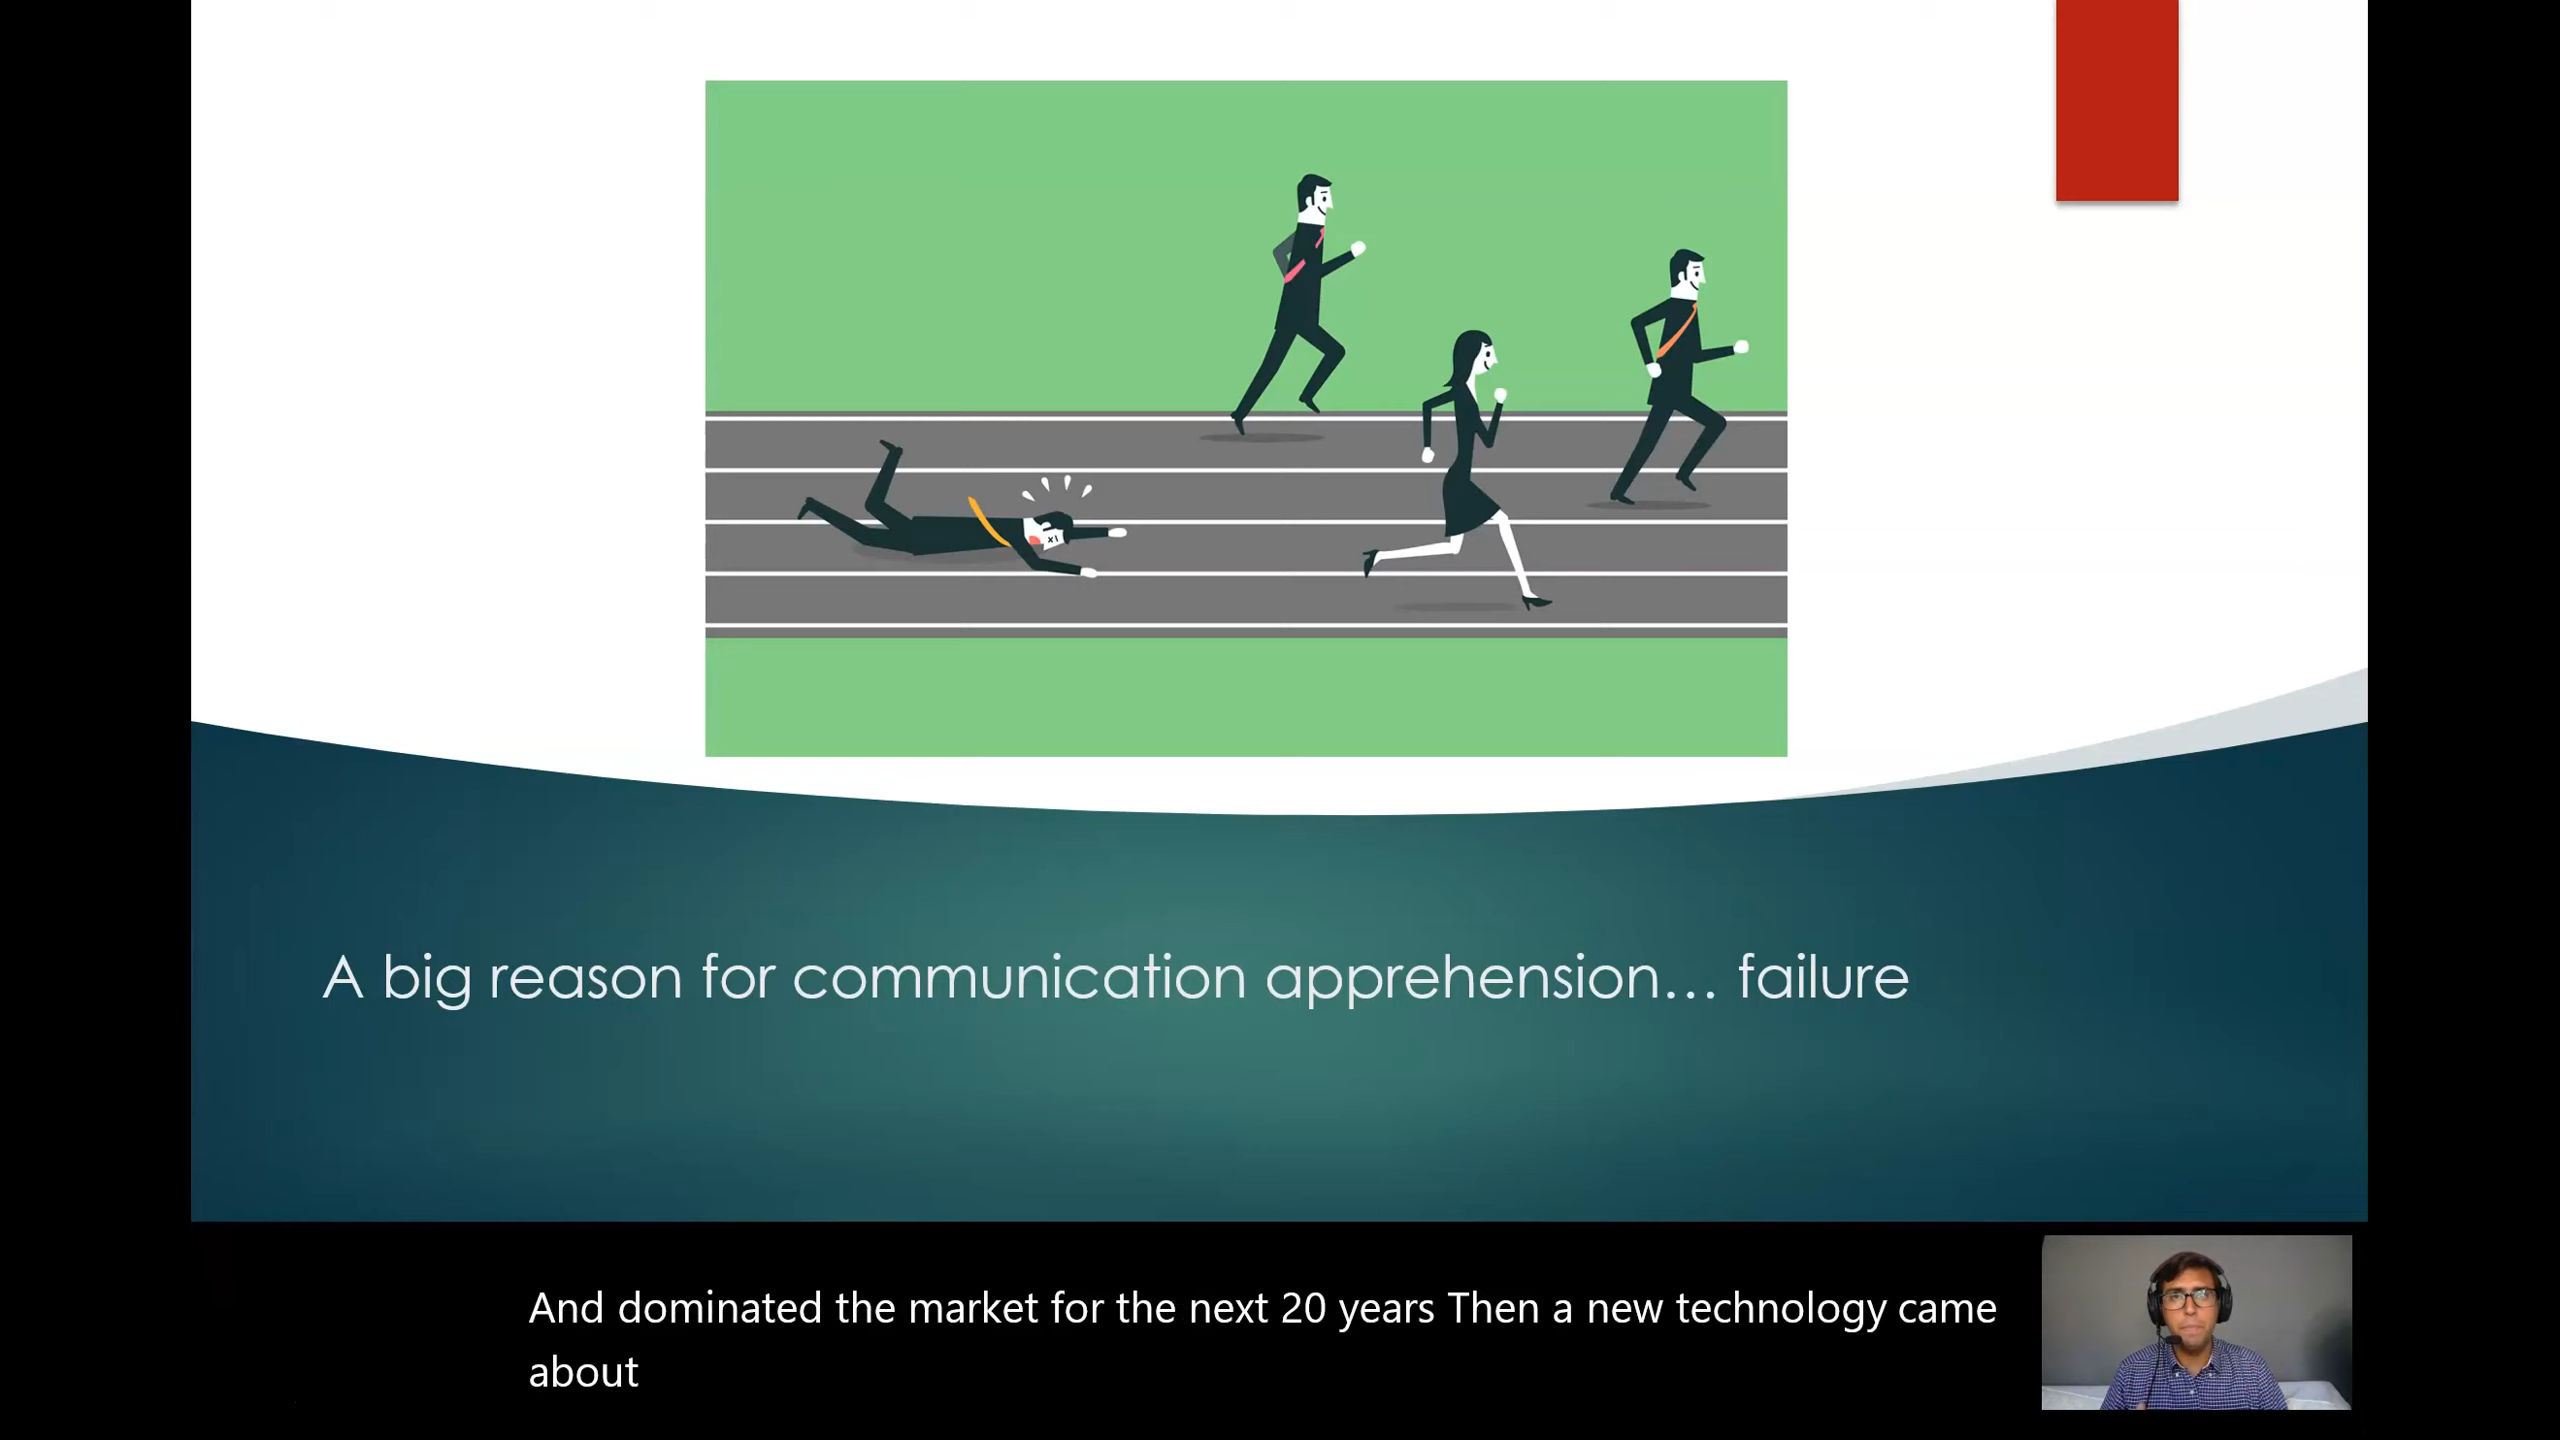 A big reason for communication apprehension... failure
And dominated the market for the next 20 years Then a new technology came
about